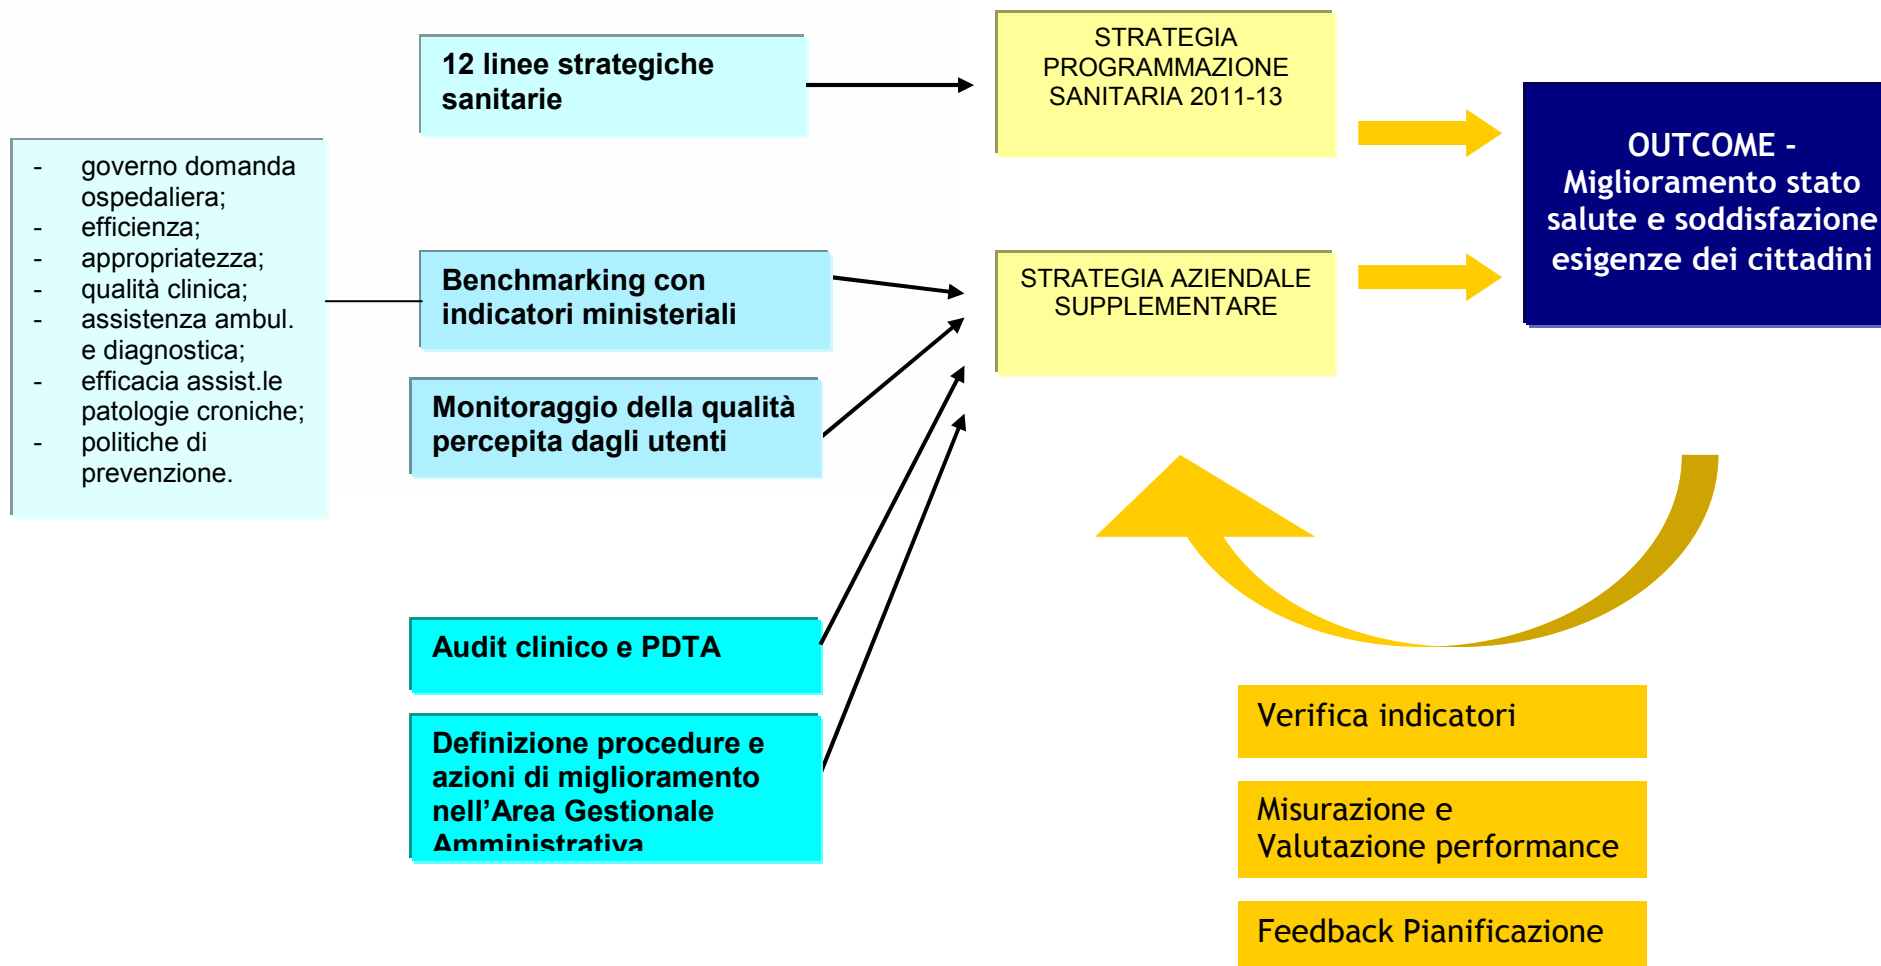 - governo domanda
ospedaliera;
- efficienza;
- appropriatezza;
- qualità clinica;
- assistenza ambul.
e diagnostica;
- efficacia assist.le
patologie croniche;
- politiche di
prevenzione.
12 linee strategiche
sanitarie
Benchmarking con
indicatori ministeriali
Monitoraggio della qualità
percepita dagli utenti
Audit clinico e PDTA
Definizione procedure e
azioni di miglioramento
nell’Area Gestionale
Amministrativa
STRATEGIA
PROGRAMMAZIONE
SANITARIA 2011-13
STRATEGIA AZIENDALE
SUPPLEMENTARE
OUTCOME -
Miglioramento stato
salute e soddisfazione
esigenze dei cittadini
Verifica indicatori
Misurazione e
Valutazione performance
Feedback Pianificazione